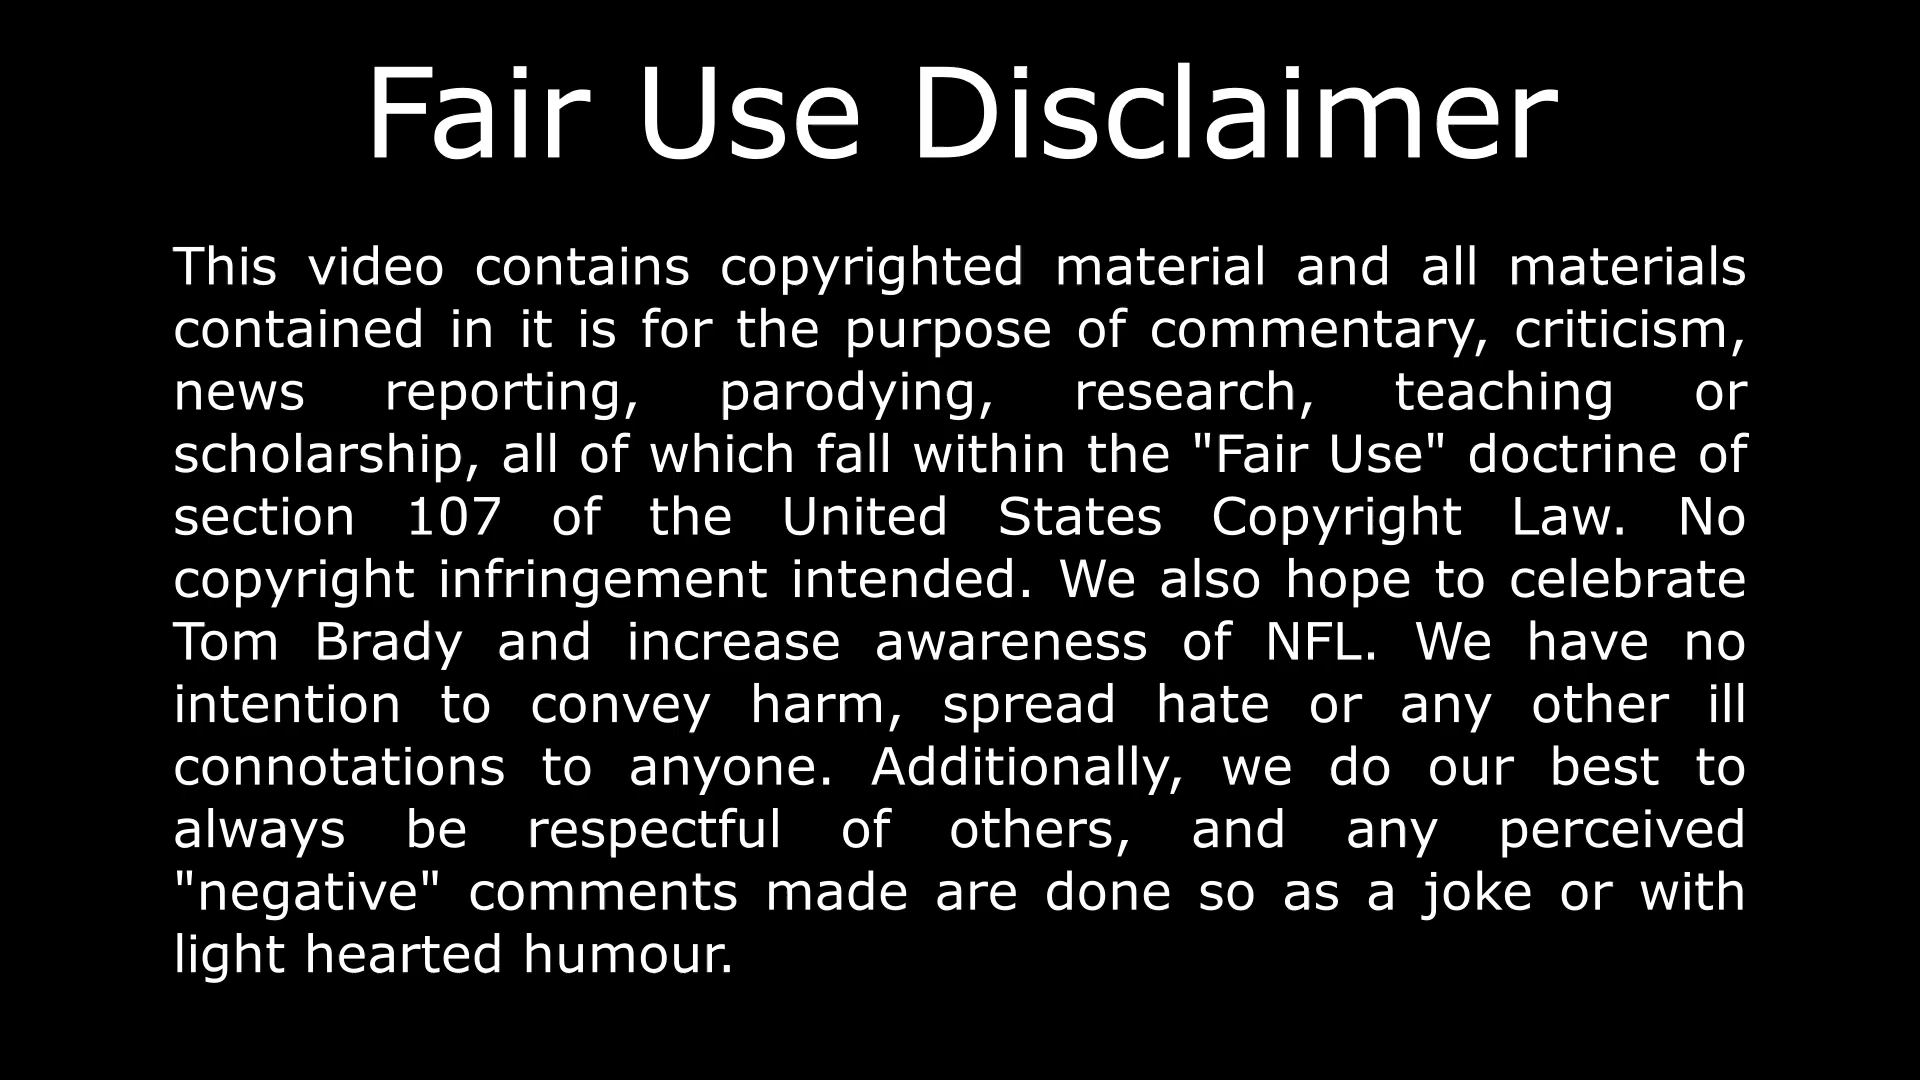 Fair Use Disclaimer
This video contains copyrighted material and all materials
contained in it is for the purpose of commentary, criticism,
news reporting, parodying, research, teaching or
scholarship, all of which fall within the "Fair Use" doctrine of
section 107 of the United States Copyright Law. No
copyright infringement intended. We also hope to celebrate
Tom Brady and increase awareness of NFL. We have no
intention to convey harm, spread hate or any other ill
connotations to anyone. Additionally, we do our best to
always be respectful of others, and any perceived
"negative" comments made are done so as a joke or with
light hearted humour.